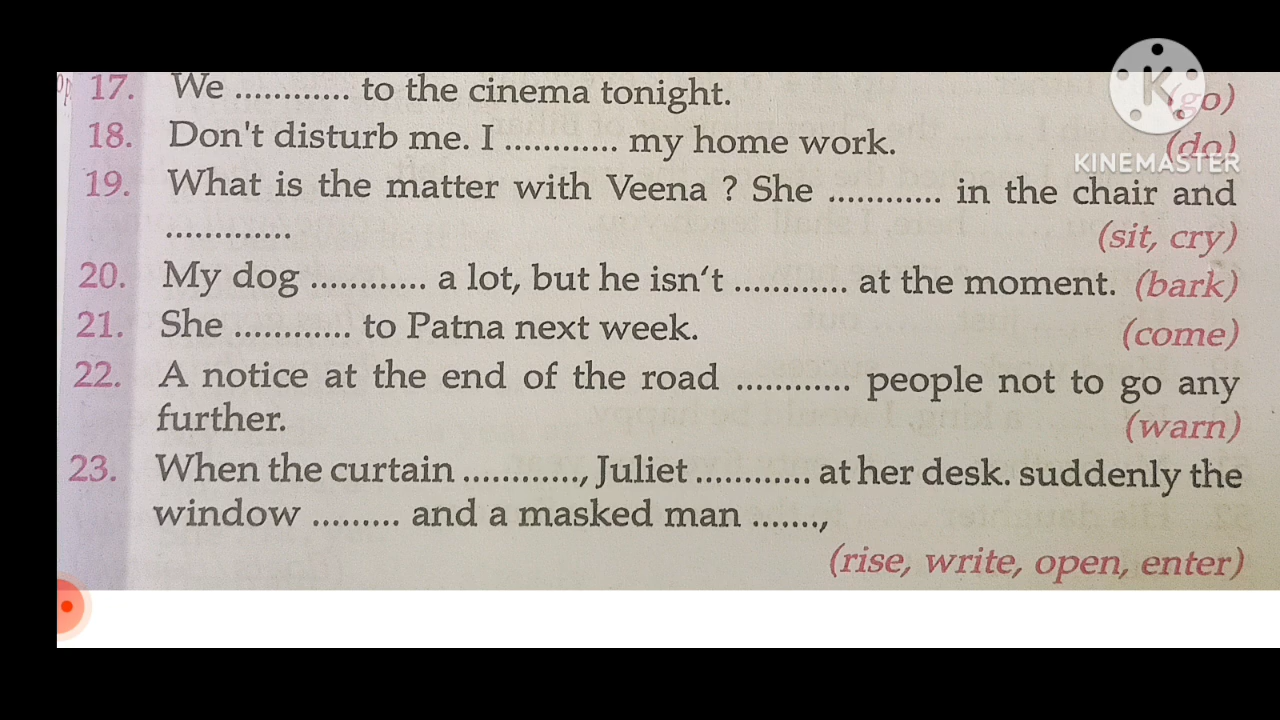 17. We ............ to the cinema tonight. (go)
18. Don't disturb me. I ............ my home work. (do)
KINEMASTER
19. What is the matter with Veena ? She ............ in the chair and
............. (sit, cry)
20. My dog ............ a lot, but he isn't ............ at the moment. (bark)
21. She ............ to Patna next week. (come)
22. A notice at the end of the road ............ people not to go any
further. (warn)
23. When the curtain ............, Juliet ............ at her desk. suddenly the
window ......... and a masked man .......,
(rise, write, open, enter)